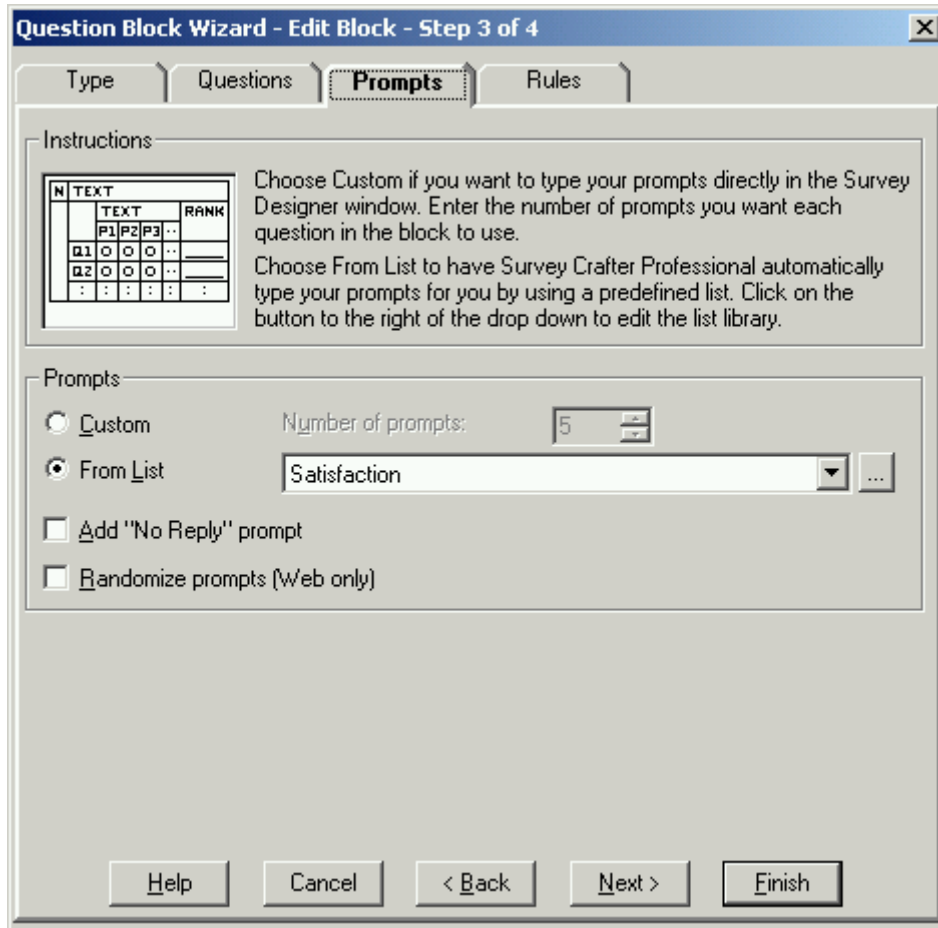 Question Block Wizard - Edit Block - Step 3 of 4
Type
Questions
Prompts
Rules
Instructions
N TEXT
TEXT RANK
P1 P2 P3 ··
Q1 O O O ··
Q2 O O O ··
: : : : : :
Choose Custom if you want to type your prompts directly in the Survey
Designer window. Enter the number of prompts you want each
question in the block to use.
Choose From List to have Survey Crafter Professional automatically
type your prompts for you by using a predefined list. Click on the
button to the right of the drop down to edit the list library.
Prompts
Custom
Number of prompts:
5
From List
Satisfaction
...
Add "No Reply" prompt
Randomize prompts (Web only)
Help
Cancel
< Back
Next >
Finish